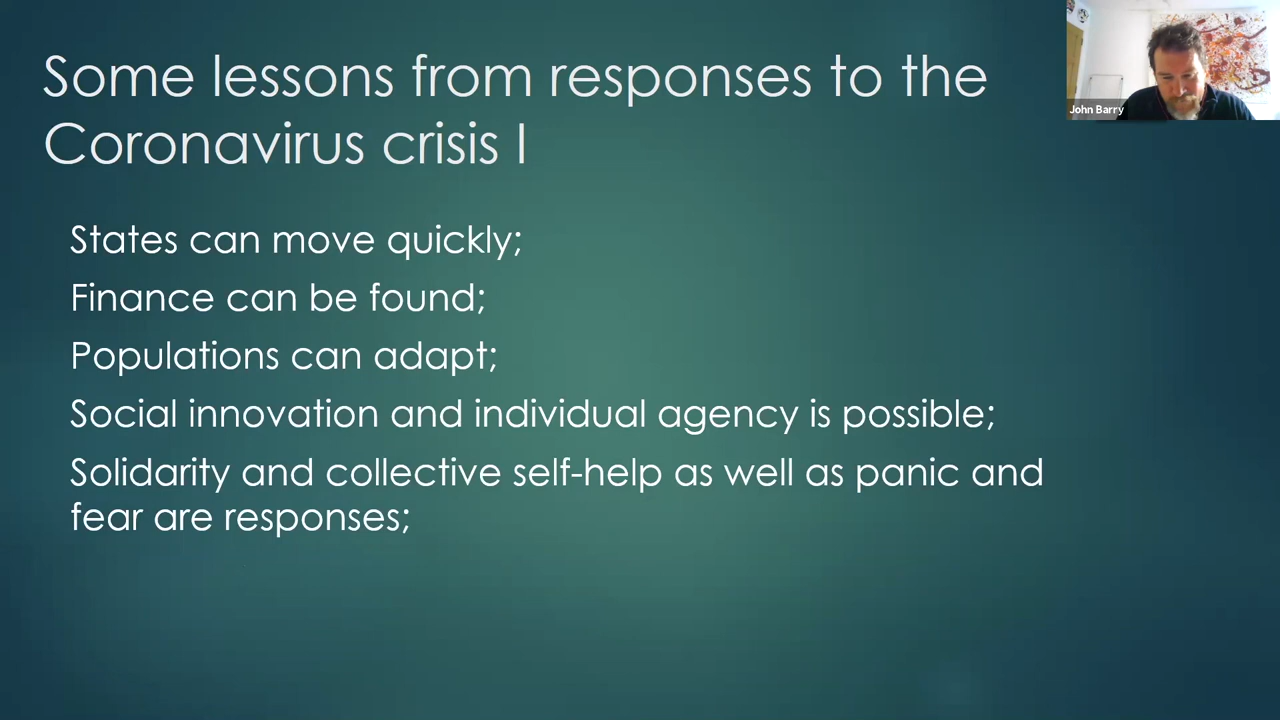 Some lessons from responses to the
Coronavirus crisis I
John Barry
States can move quickly;
Finance can be found;
Populations can adapt;
Social innovation and individual agency is possible;
Solidarity and collective self-help as well as panic and
fear are responses;